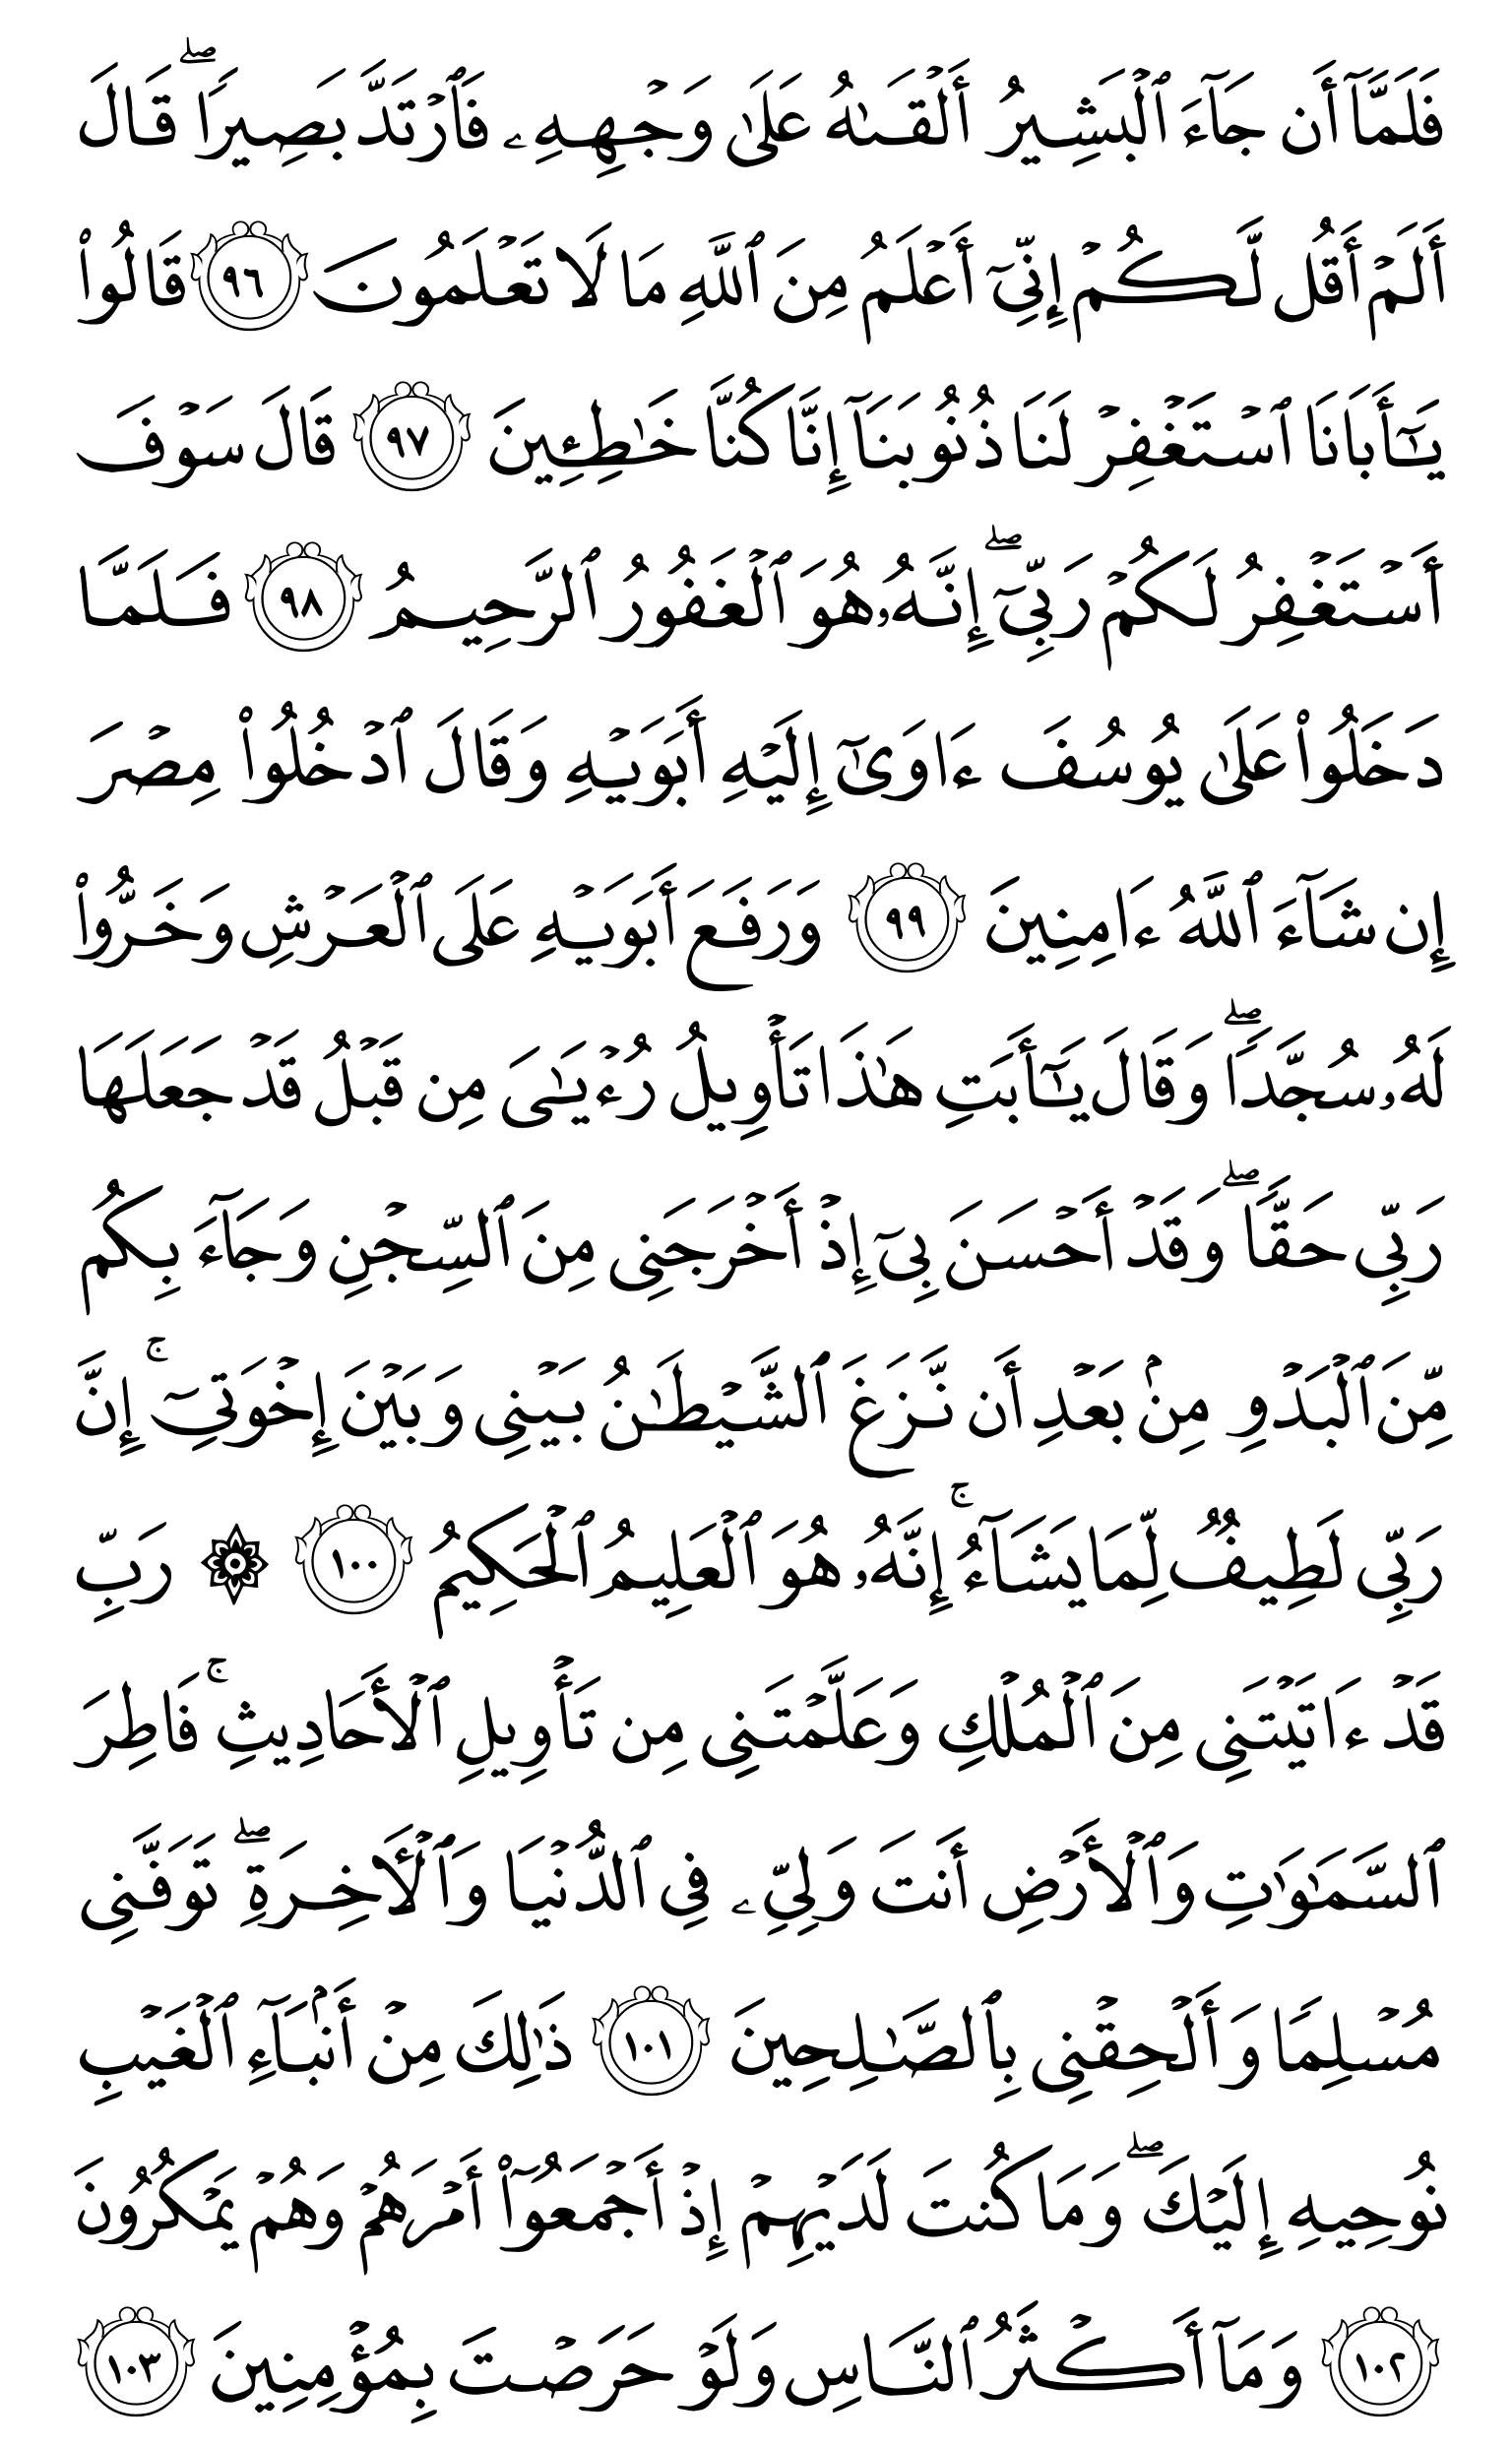 فَلَمَّآ أَن جَآءَ ٱلْبَشِيرُ أَلْقَىٰهُ عَلَىٰ وَجْهِهِۦ فَٱرْتَدَّ بَصِيرًا ۖ قَالَ
أَلَمْ أَقُل لَّكُمْ إِنِّىٓ أَعْلَمُ مِنَ ٱللَّهِ مَا لَا تَعْلَمُونَ ٩٦ قَالُوا۟
يَـٰٓأَبَانَا ٱسْتَغْفِرْ لَنَا ذُنُوبَنَآ إِنَّا كُنَّا خَـٰطِـِٔينَ ٩٧ قَالَ سَوْفَ
أَسْتَغْفِرُ لَكُمْ رَبِّىٓ ۖ إِنَّهُۥ هُوَ ٱلْغَفُورُ ٱلرَّحِيمُ ٩٨ فَلَمَّا
دَخَلُوا۟ عَلَىٰ يُوسُفَ ءَاوَىٰٓ إِلَيْهِ أَبَوَيْهِ وَقَالَ ٱدْخُلُوا۟ مِصْرَ
إِن شَآءَ ٱللَّهُ ءَامِنِينَ ٩٩ وَرَفَعَ أَبَوَيْهِ عَلَى ٱلْعَرْشِ وَخَرُّوا۟
لَهُۥ سُجَّدًا ۖ وَقَالَ يَـٰٓأَبَتِ هَـٰذَا تَأْوِيلُ رُءْيَـٰىَ مِن قَبْلُ قَدْ جَعَلَهَا
رَبِّى حَقًّا ۖ وَقَدْ أَحْسَنَ بِىٓ إِذْ أَخْرَجَنِى مِنَ ٱلسِّجْنِ وَجَآءَ بِكُم
مِّنَ ٱلْبَدْوِ مِنۢ بَعْدِ أَن نَّزَغَ ٱلشَّيْطَـٰنُ بَيْنِى وَبَيْنَ إِخْوَتِىٓ ۚ إِنَّ
رَبِّى لَطِيفٌ لِّمَا يَشَآءُ ۚ إِنَّهُۥ هُوَ ٱلْعَلِيمُ ٱلْحَكِيمُ ١٠٠ ۞ رَبِّ
قَدْ ءَاتَيْتَنِى مِنَ ٱلْمُلْكِ وَعَلَّمْتَنِى مِن تَأْوِيلِ ٱلْأَحَادِيثِ ۚ فَاطِرَ
ٱلسَّمَـٰوَٰتِ وَٱلْأَرْضِ أَنتَ وَلِىِّۦ فِى ٱلدُّنْيَا وَٱلْـَٔاخِرَةِ ۖ تَوَفَّنِى
مُسْلِمًا وَأَلْحِقْنِى بِٱلصَّـٰلِحِينَ ١٠١ ذَٰلِكَ مِنْ أَنۢبَآءِ ٱلْغَيْبِ
نُوحِيهِ إِلَيْكَ ۖ وَمَا كُنتَ لَدَيْهِمْ إِذْ أَجْمَعُوٓا۟ أَمْرَهُمْ وَهُمْ يَمْكُرُونَ
١٠٢ وَمَآ أَكْثَرُ ٱلنَّاسِ وَلَوْ حَرَصْتَ بِمُؤْمِنِينَ ١٠٣